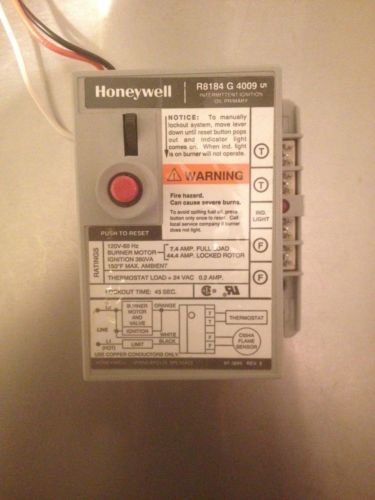 Honeywell
R8184 G 4009 5
INTERMITTENT IGNITION
OIL PRIMARY
NOTICE: To manually
lockout system, move lever
down until reset button pops
out and indicator light
comes on. When ind. light
is on burner will not operate.
WARNING
Fire hazard.
Can cause severe burns.
To avoid spilling fuel oil, press
button only once to reset. Call
local service company if burner
does not light.
PUSH TO RESET
T
T
IND.
LIGHT
F
F
RATINGS
120V-60 Hz
BURNER MOTOR 7.4 AMP. FULL LOAD
IGNITION 360VA 44.4 AMP. LOCKED ROTOR
150°F MAX. AMBIENT
THERMOSTAT LOAD = 24 VAC 0.2 AMP.
LOCKOUT TIME: 45 SEC.
L2
BURNER
MOTOR
AND
VALVE
ORANGE
LINE
IGNITION
WHITE
L1
(HOT)
LIMIT
BLACK
T
T
F
F
THERMOSTAT
C554A
FLAME
SENSOR
USE COPPER CONDUCTORS ONLY
HONEYWELL
REV.